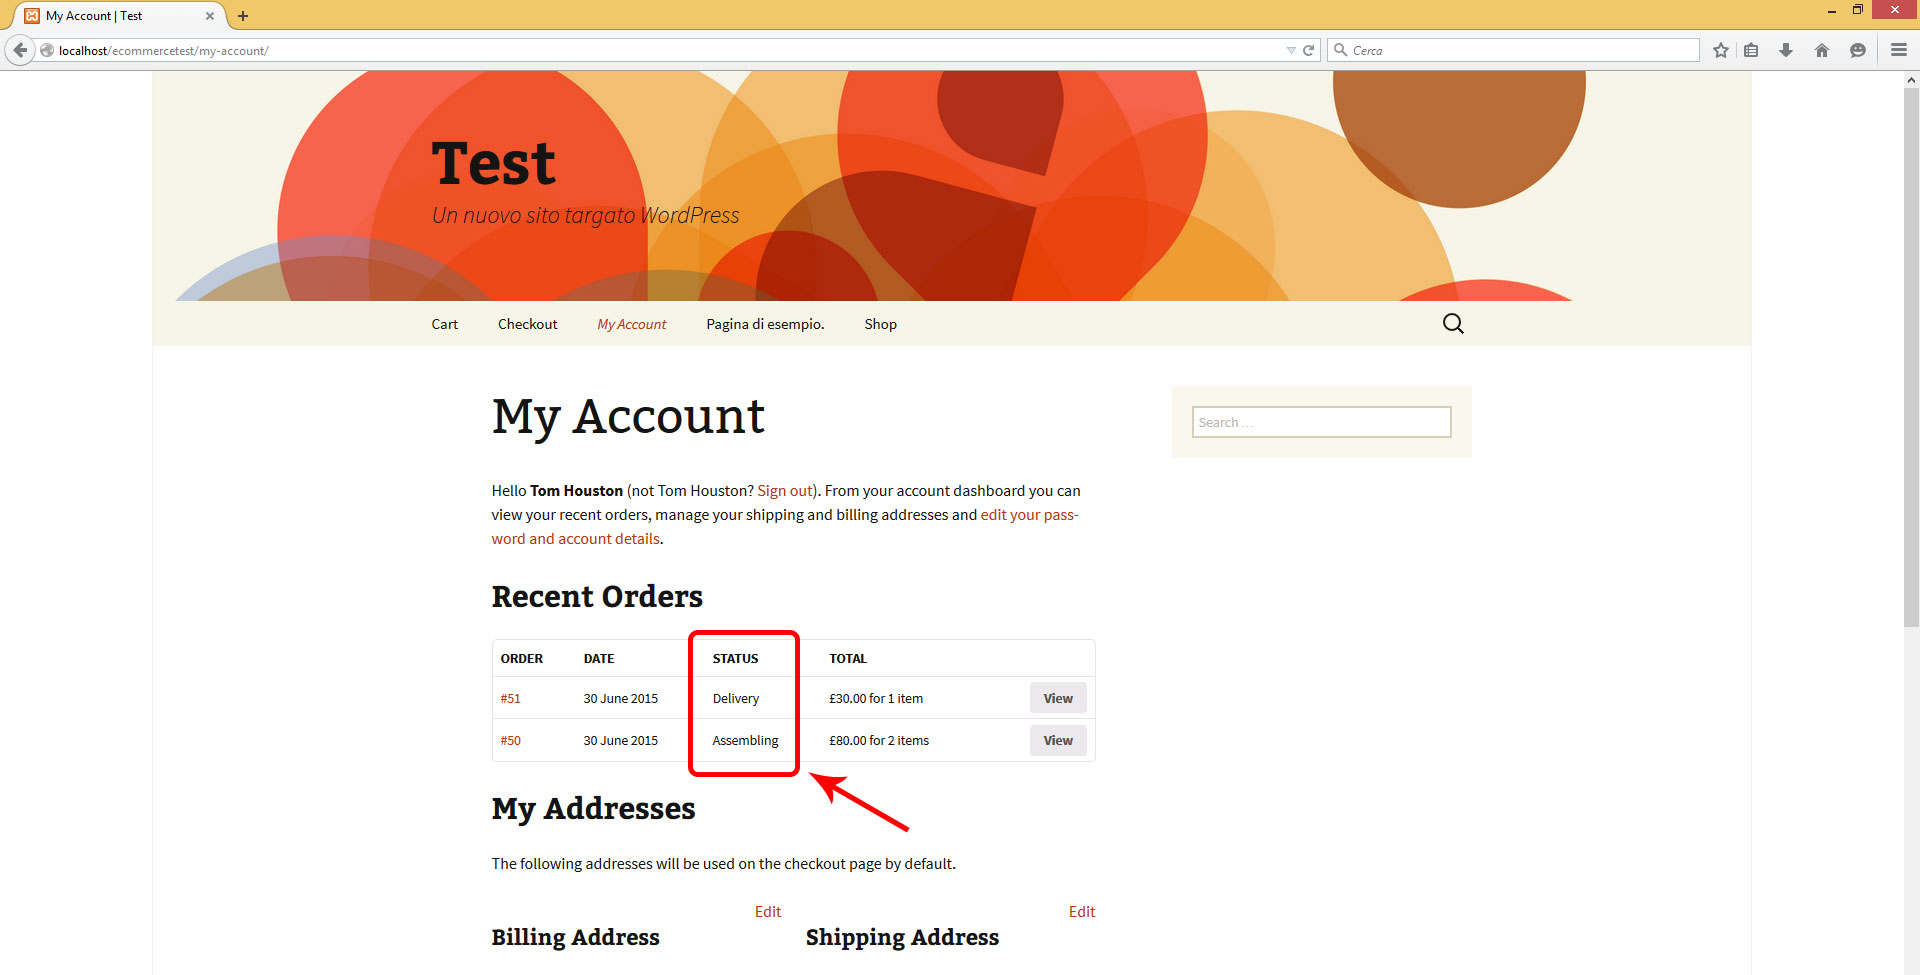 My Account | Test
localhost/ecommercetest/my-account/
Cerca
Test
Un nuovo sito targato WordPress
Cart Checkout My Account Pagina di esempio. Shop
My Account
Search ...
Hello Tom Houston (not Tom Houston? Sign out). From your account dashboard you can
view your recent orders, manage your shipping and billing addresses and edit your pass-
word and account details.
Recent Orders
ORDER DATE STATUS TOTAL
#51 30 June 2015 Delivery £30.00 for 1 item View
#50 30 June 2015 Assembling £80.00 for 2 items View
My Addresses
The following addresses will be used on the checkout page by default.
Edit Edit
Billing Address Shipping Address